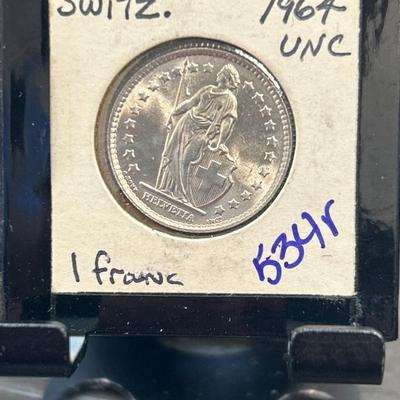 SWITZ. 1964
UNC
HELVETIA
1 franc
534r